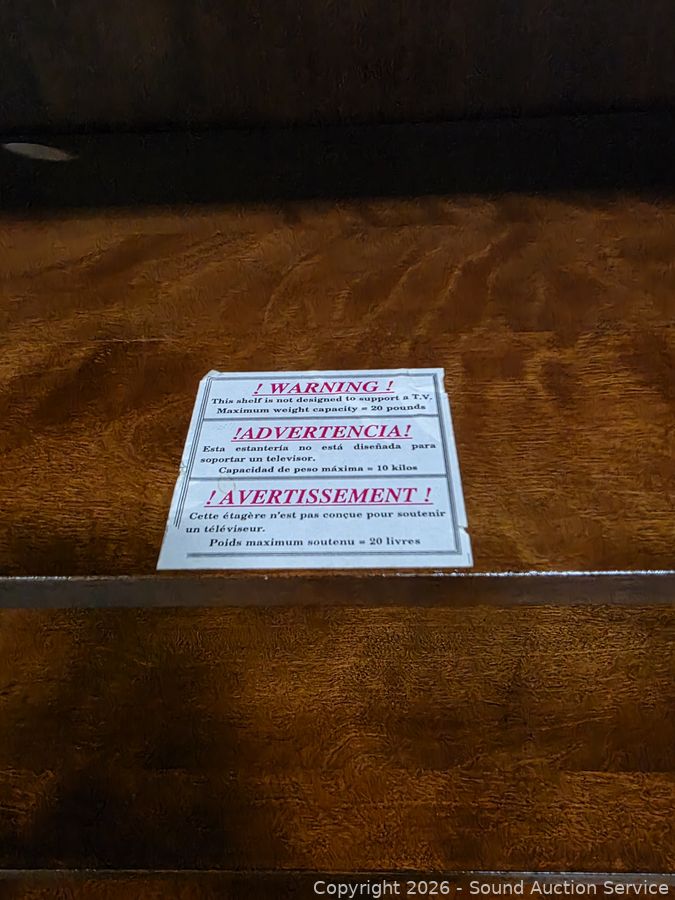 ! WARNING !
This shelf is not designed to support a T.V.
Maximum weight capacity = 20 pounds
!ADVERTENCIA!
Esta estantería no está diseñada para
soportar un televisor.
Capacidad de peso máxima = 10 kilos
! AVERTISSEMENT !
Cette étagère n'est pas conçue pour soutenir
un téléviseur.
Poids maximum soutenu = 20 livres
Copyright 2026 - Sound Auction Service